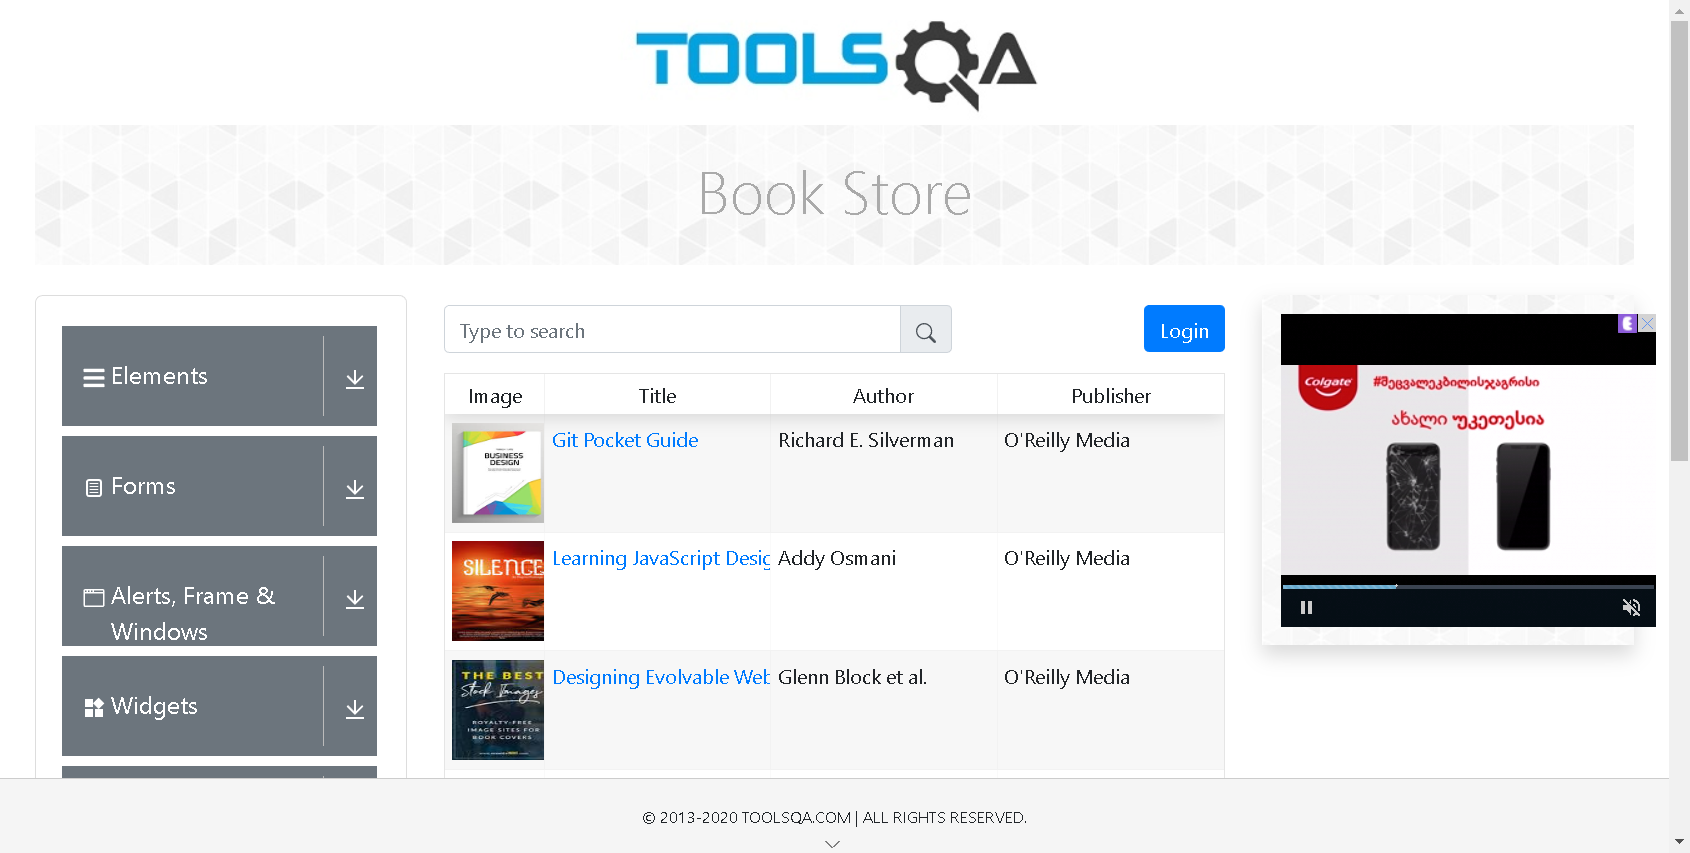 TOOLSQA
Book Store
Elements
Forms
Alerts, Frame &
Windows
Widgets
Type to search
Login
Image Title Author Publisher
BUSINESS
DESIGN
Git Pocket Guide Richard E. Silverman O'Reilly Media
SILENCE
Learning JavaScript Desig Addy Osmani O'Reilly Media
THE BEST
Stock Images
ROYALTY-FREE
IMAGE SITES FOR
BOOK COVERS
Designing Evolvable Web Glenn Block et al. O'Reilly Media
Colgate
#შეცვალეკბილისჯაგრისი
ახალი უკეთესია
© 2013-2020 TOOLSQA.COM | ALL RIGHTS RESERVED.